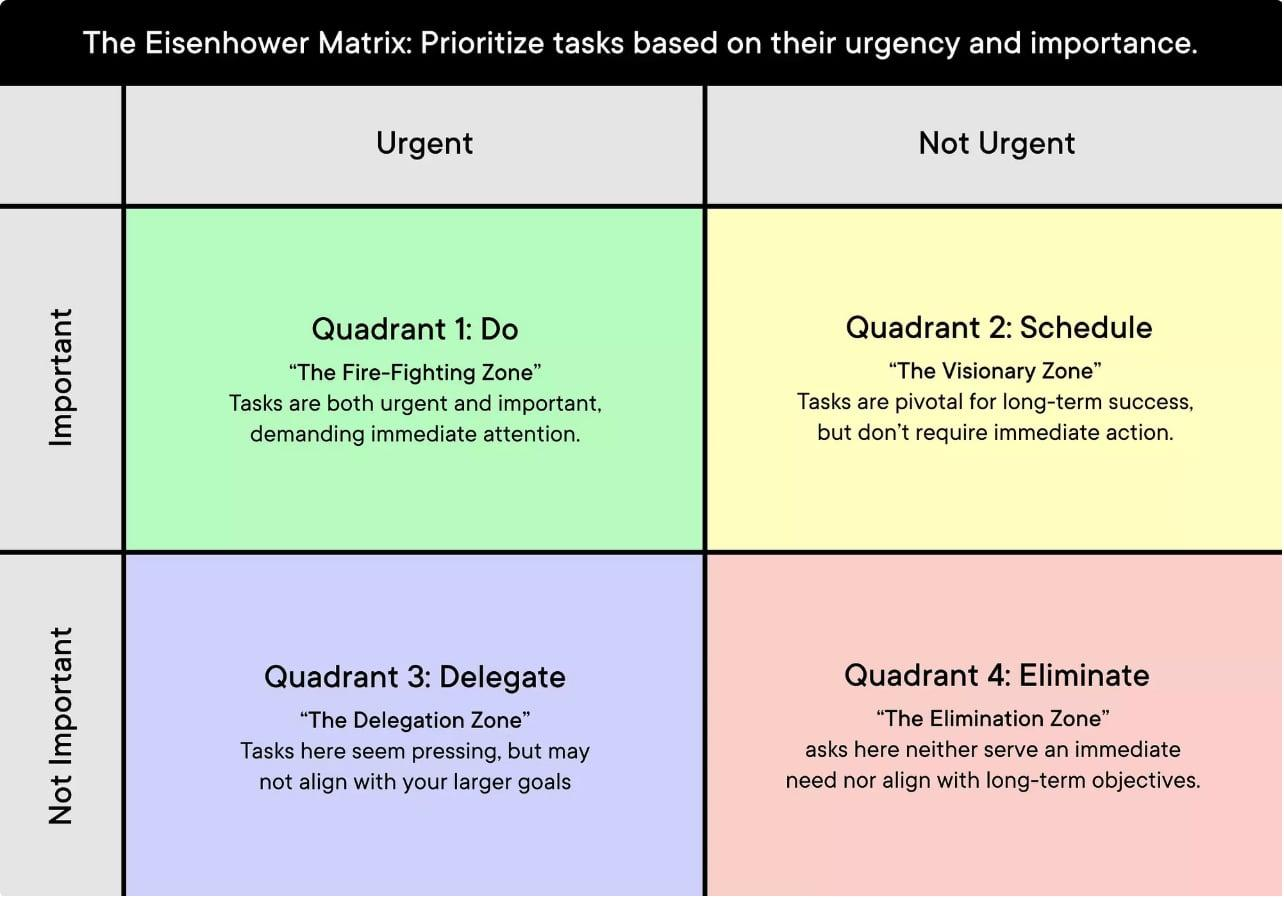 The Eisenhower Matrix: Prioritize tasks based on their urgency and importance.
Urgent
Not Urgent
Important
Quadrant 1: Do
“The Fire-Fighting Zone”
Tasks are both urgent and important,
demanding immediate attention.
Quadrant 2: Schedule
“The Visionary Zone”
Tasks are pivotal for long-term success,
but don’t require immediate action.
Not Important
Quadrant 3: Delegate
“The Delegation Zone”
Tasks here seem pressing, but may
not align with your larger goals
Quadrant 4: Eliminate
“The Elimination Zone”
asks here neither serve an immediate
need nor align with long-term objectives.